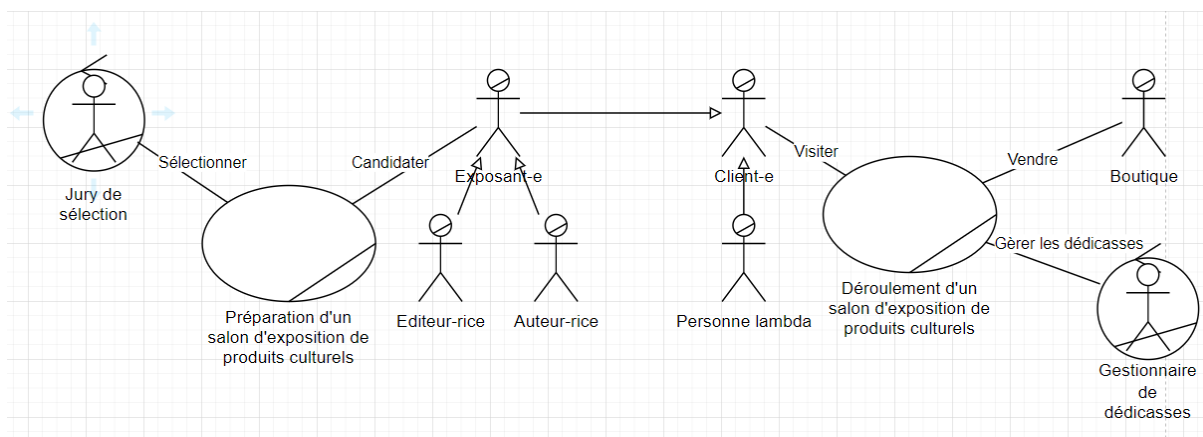 Sélectionner
Candidater
Visiter
Vendre
Jury de
sélection
Exposant-e
Client-e
Boutique
Gèrer les dédicasses
Préparation d'un
salon d'exposition de
produits culturels
Editeur-rice
Auteur-rice
Personne lambda
Déroulement d'un
salon d'exposition de
produits culturels
Gestionnaire
de
dédicasses